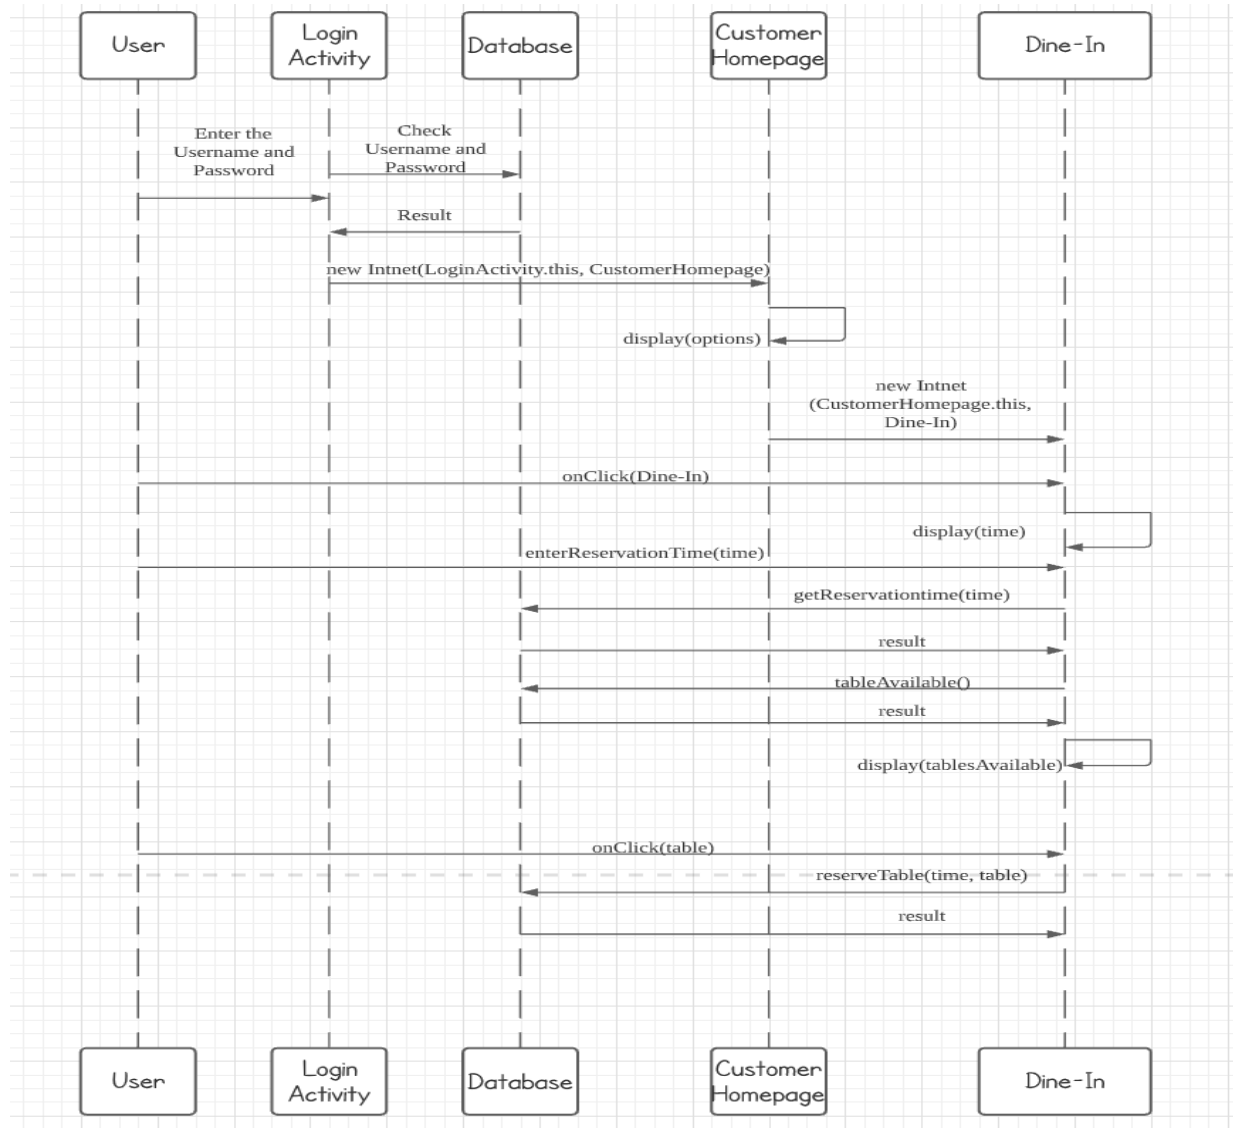 User
Login
Activity
Database
Customer
Homepage
Dine-In
Enter the
Username and
Password
Check
Username and
Password
Result
new Intnet(LoginActivity.this, CustomerHomepage)
display(options)
new Intnet
(CustomerHomepage.this,
Dine-In)
onClick(Dine-In)
display(time)
enterReservationTime(time)
getReservationtime(time)
result
tableAvailable()
result
display(tablesAvailable)
onClick(table)
reserveTable(time, table)
result
User
Login
Activity
Database
Customer
Homepage
Dine-In